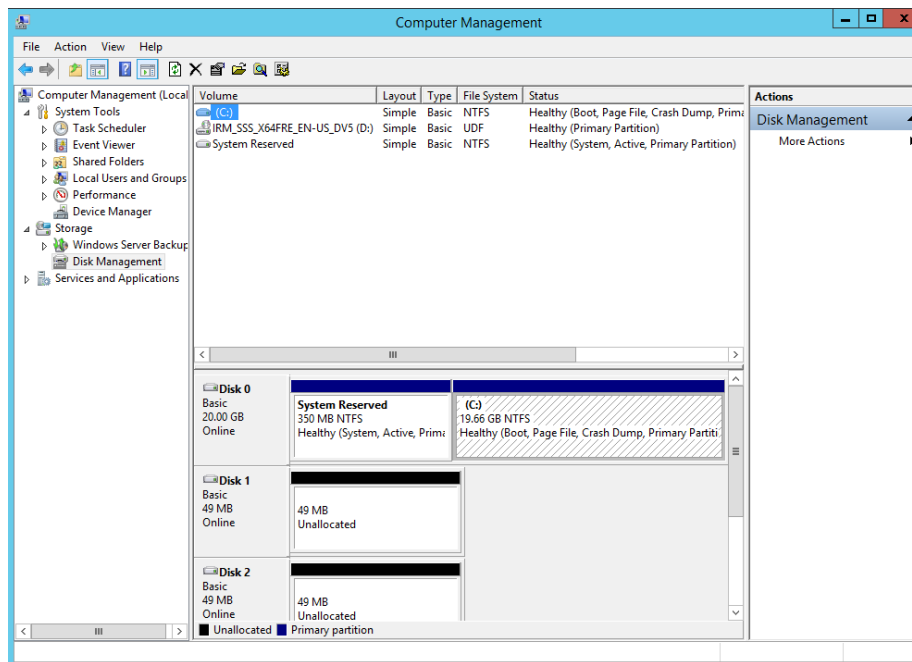 Computer Management
File Action View Help
Computer Management (Local
System Tools
Task Scheduler
Event Viewer
Shared Folders
Local Users and Groups
Performance
Device Manager
Storage
Windows Server Backup
Disk Management
Services and Applications
Volume Layout Type File System Status
(C:) Simple Basic NTFS Healthy (Boot, Page File, Crash Dump, Prima
IRM_SSS_X64FRE_EN-US_DV5 (D:) Simple Basic UDF Healthy (Primary Partition)
System Reserved Simple Basic NTFS Healthy (System, Active, Primary Partition)
Disk 0
Basic
20.00 GB
Online
System Reserved
350 MB NTFS
Healthy (System, Active, Prima
(C:)
19.66 GB NTFS
Healthy (Boot, Page File, Crash Dump, Primary Partiti
Disk 1
Basic
49 MB
Online
49 MB
Unallocated
Disk 2
Basic
49 MB
Online
49 MB
Unallocated
Unallocated Primary partition
Actions
Disk Management
More Actions